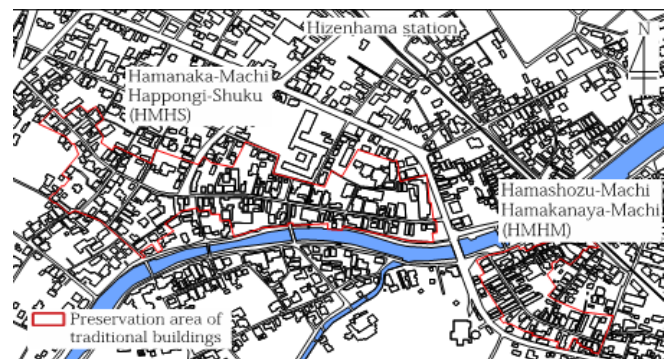 Hizenhama station
N
Hamanaka-Machi
Happongi-Shuku
(HMHS)
Hamashozu-Machi
Hamakanaya-Machi
(HMHM)
Preservation area of
traditional buildings